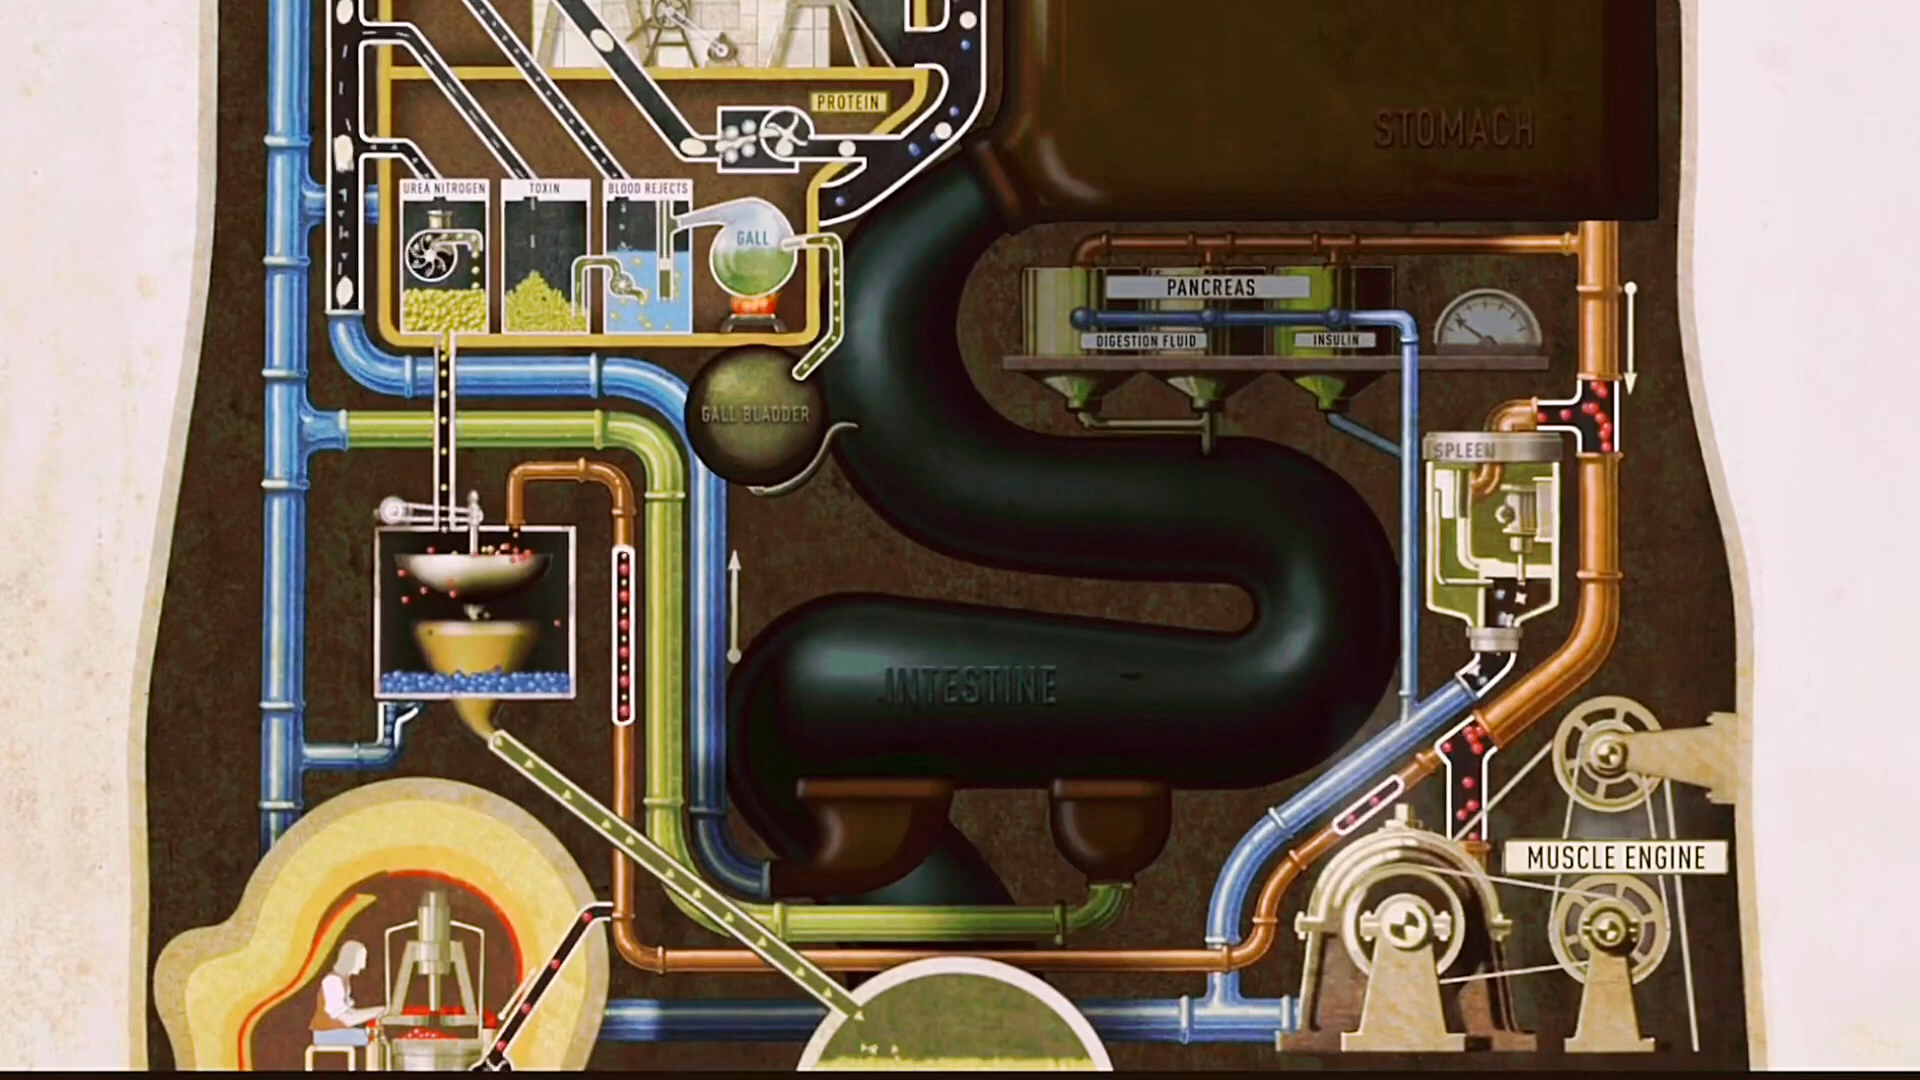 PROTEIN
STOMACH
UREA NITROGEN
TOXIN
BLOOD REJECTS
GALL
PANCREAS
DIGESTION FLUID
INSULIN
GALL BLADDER
SPLEEN
INTESTINE
MUSCLE ENGINE